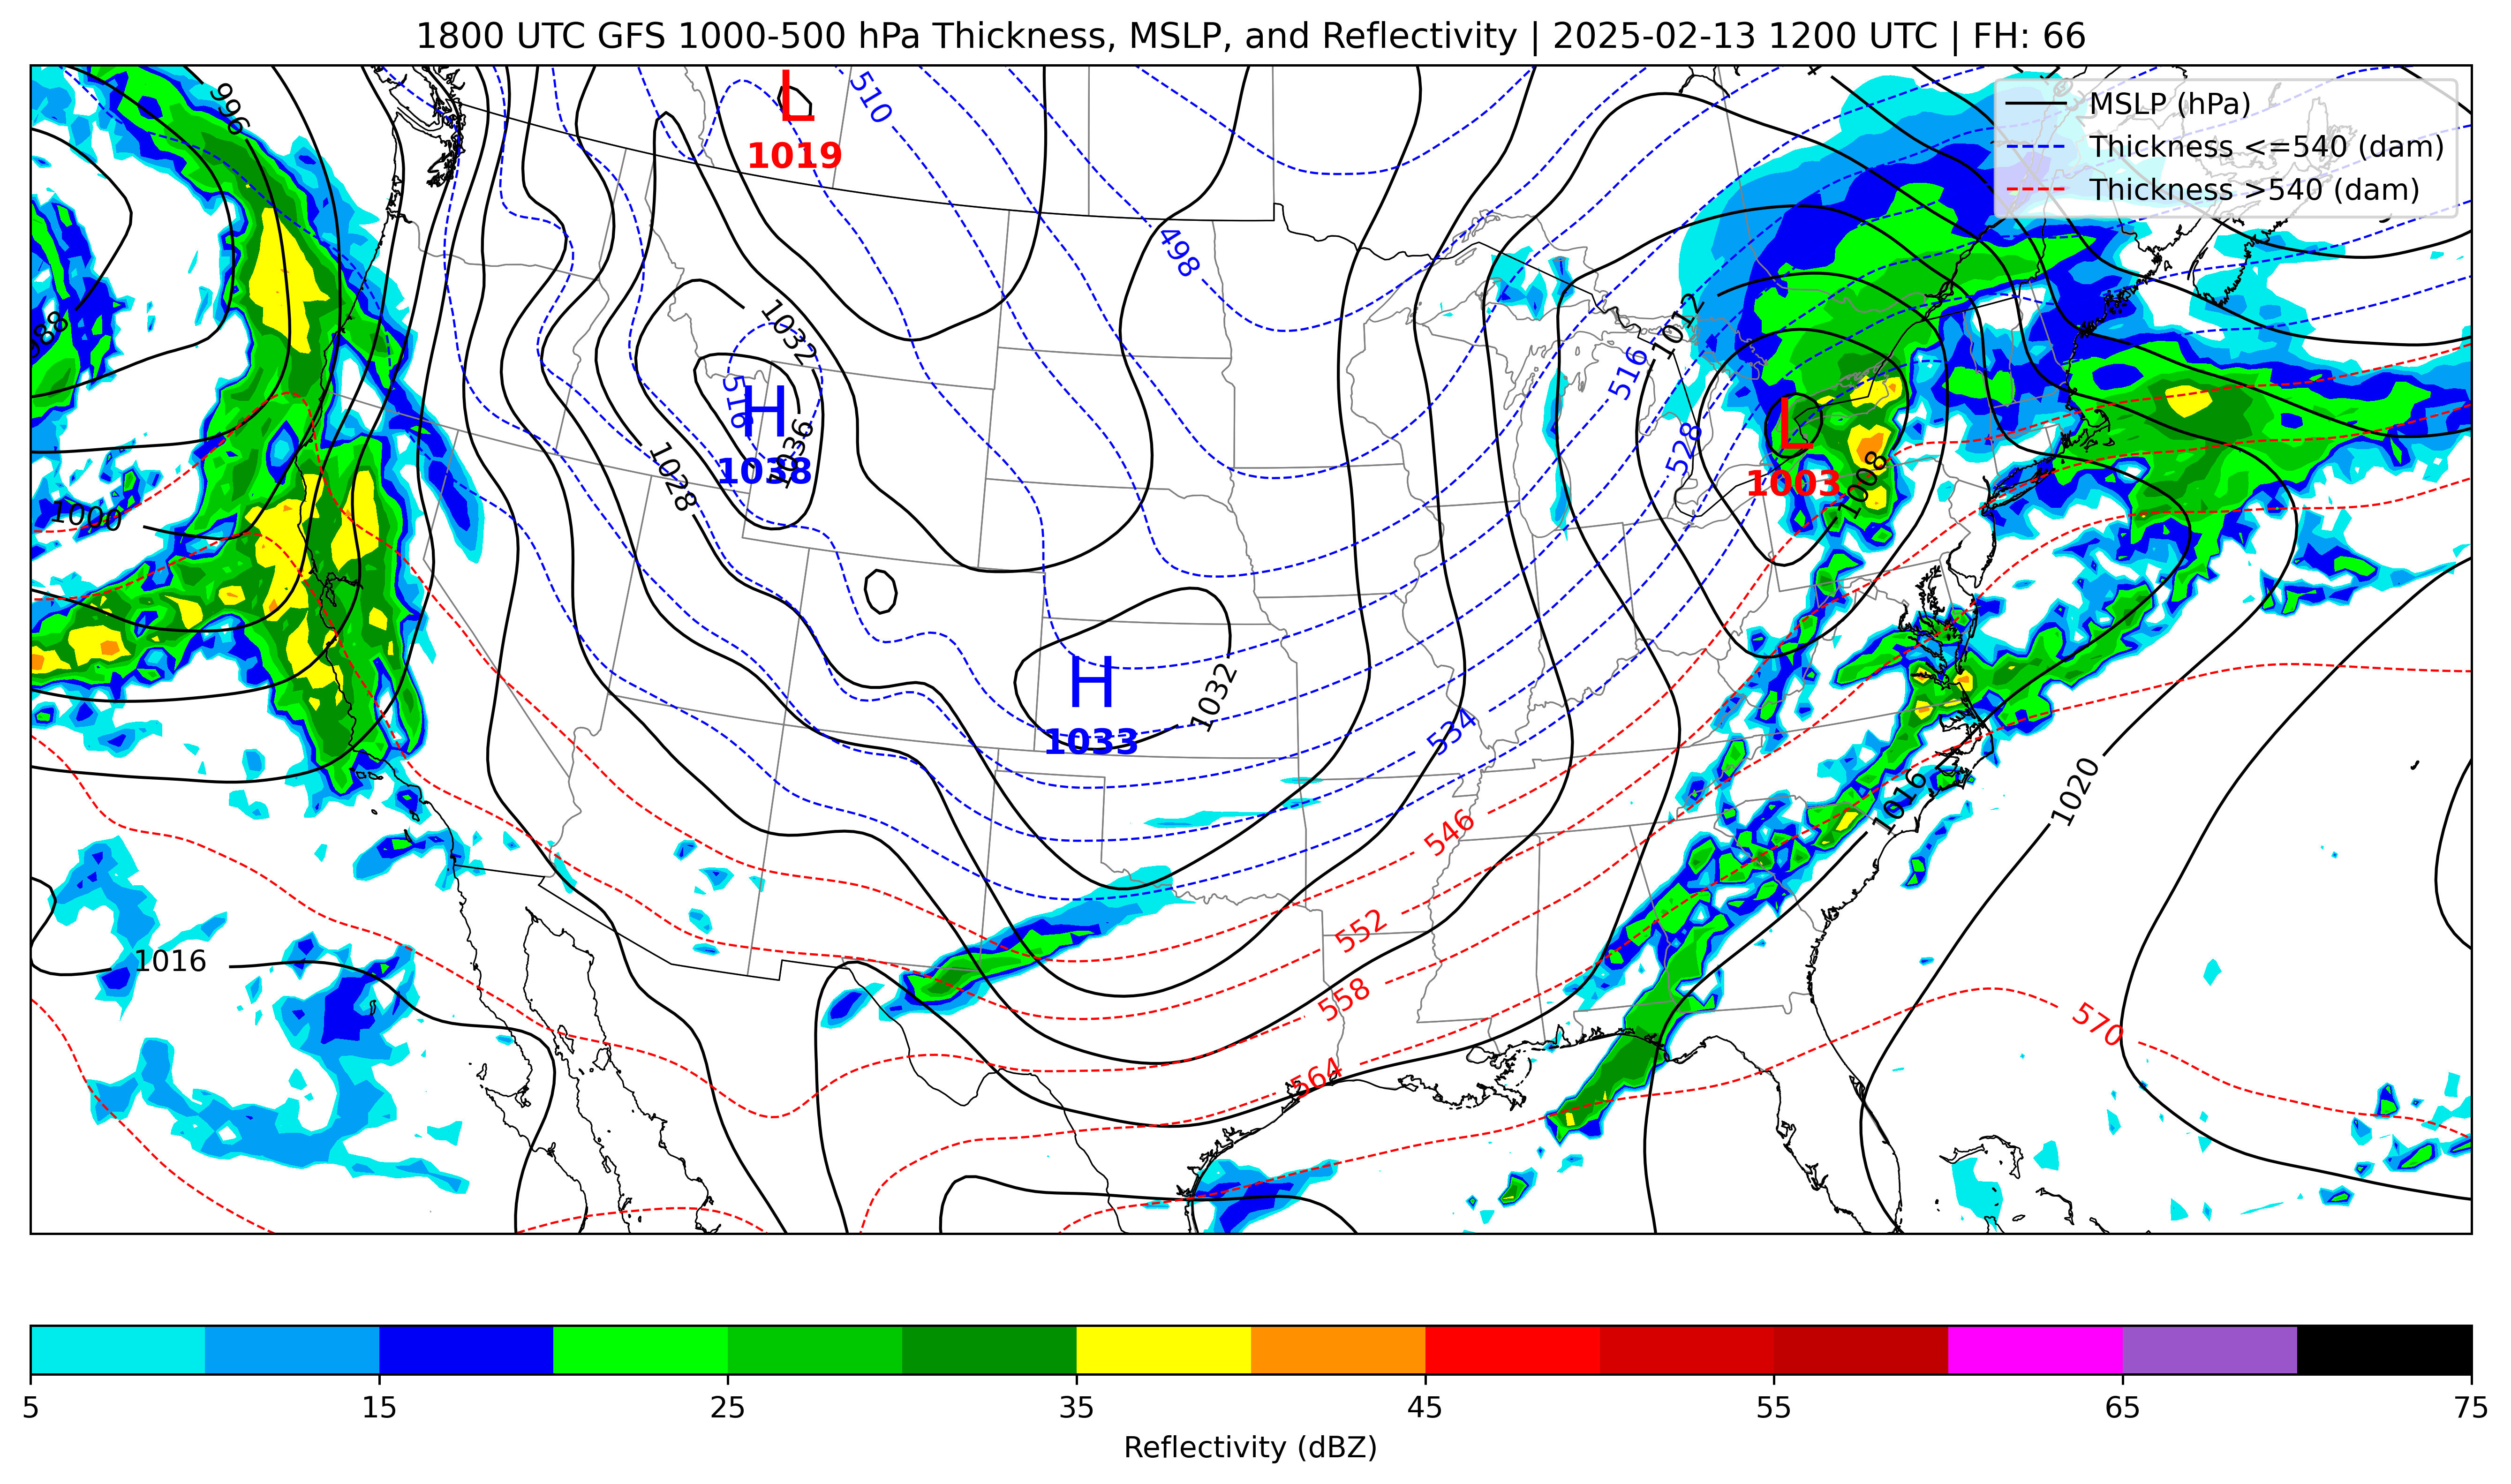 1800 UTC GFS 1000-500 hPa Thickness, MSLP, and Reflectivity | 2025-02-13 1200 UTC | FH: 66
MSLP (hPa)
Thickness <=540 (dam)
Thickness >540 (dam)
996
L
1019
510
498
988
1032
1012
516
H
1038
516
1036
1028
528
L
1003
1008
1000
H
1033
1032
534
546
1016
1020
552
1016
558
570
564
5 15 25 35 45 55 65 75
Reflectivity (dBZ)